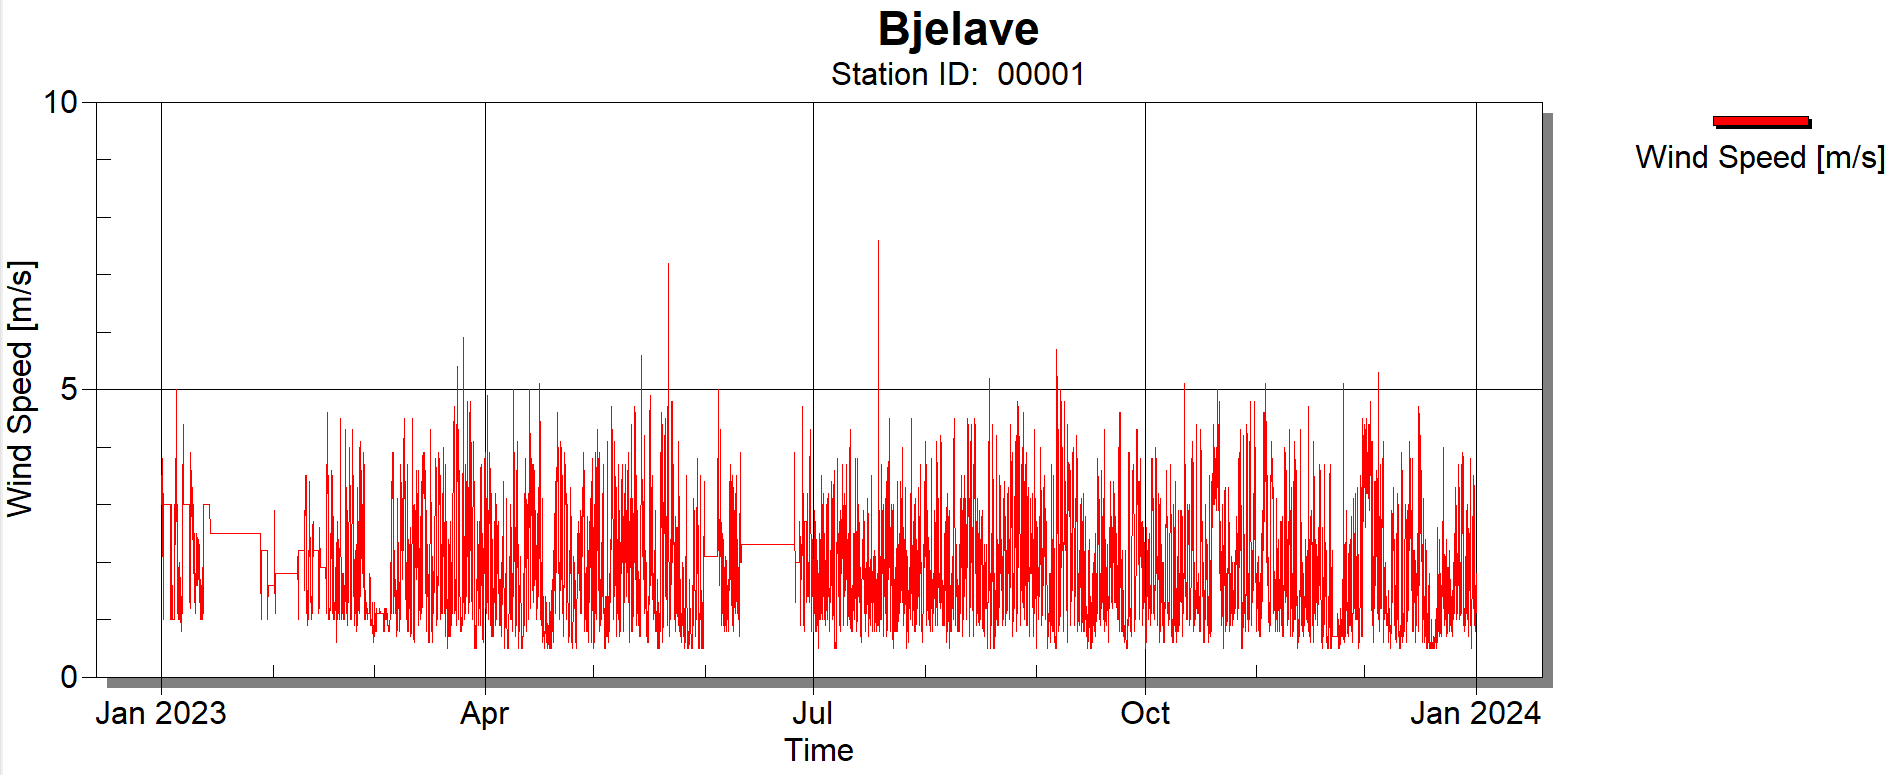 Bjelave
Station ID:  00001
10
5
0
Wind Speed [m/s]
Jan 2023
Apr
Jul
Oct
Jan 2024
Time
Wind Speed [m/s]